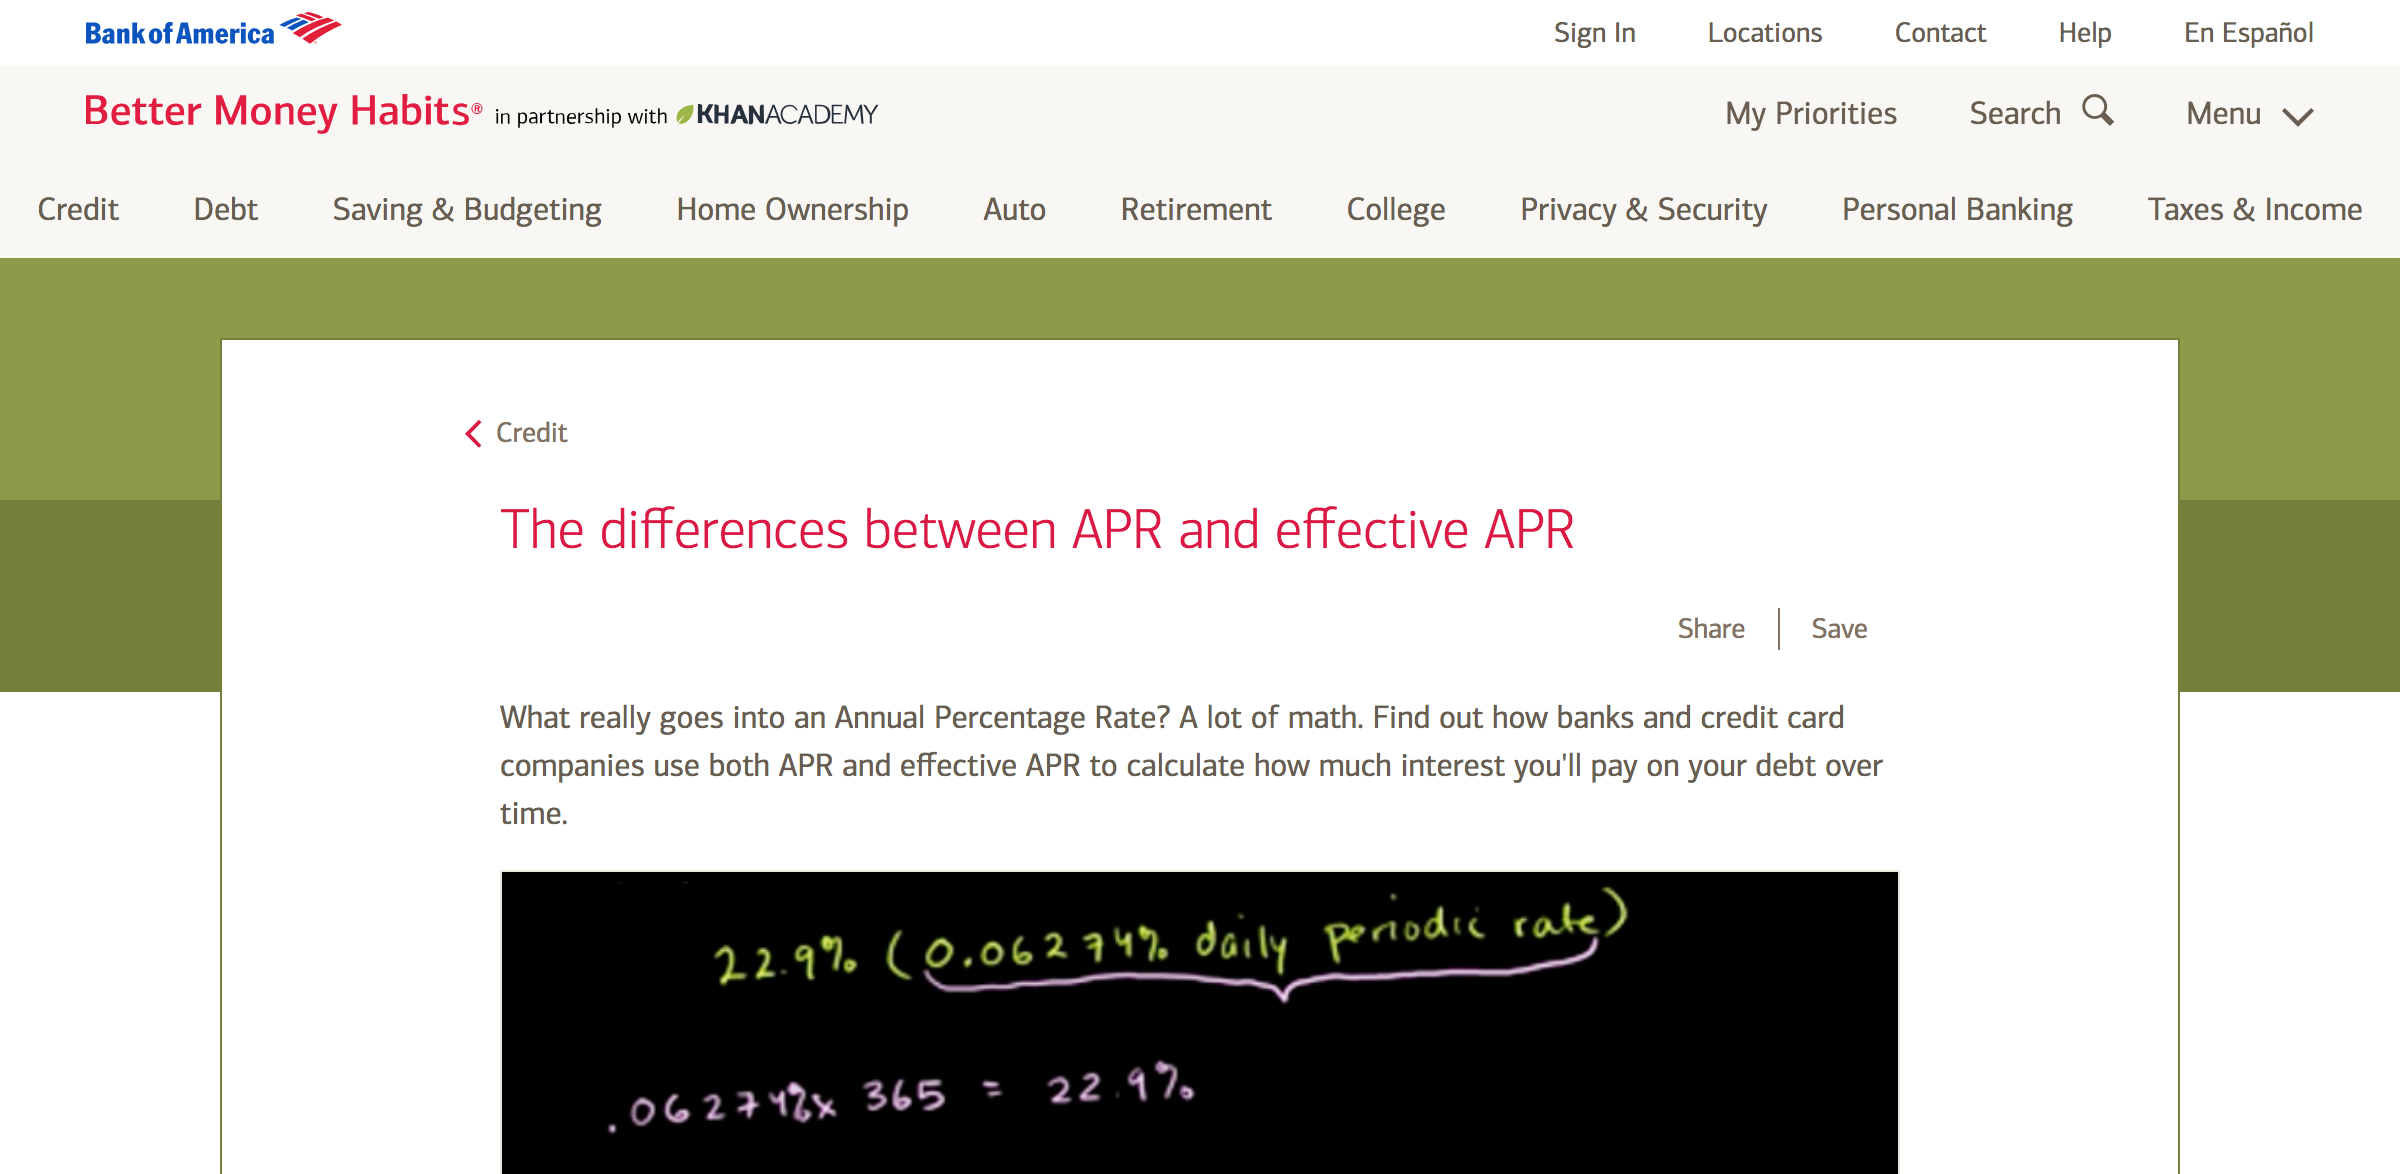 Bank of America
Sign In Locations Contact Help En Español
Better Money Habits® in partnership with KHANACADEMY
My Priorities Search Menu
Credit Debt Saving & Budgeting Home Ownership Auto Retirement College Privacy & Security Personal Banking Taxes & Income
Credit
The differences between APR and effective APR
Share Save
What really goes into an Annual Percentage Rate? A lot of math. Find out how banks and credit card
companies use both APR and effective APR to calculate how much interest you'll pay on your debt over
time.
22.9% (0.06274% daily periodic rate)
.06274% x 365 = 22.9%